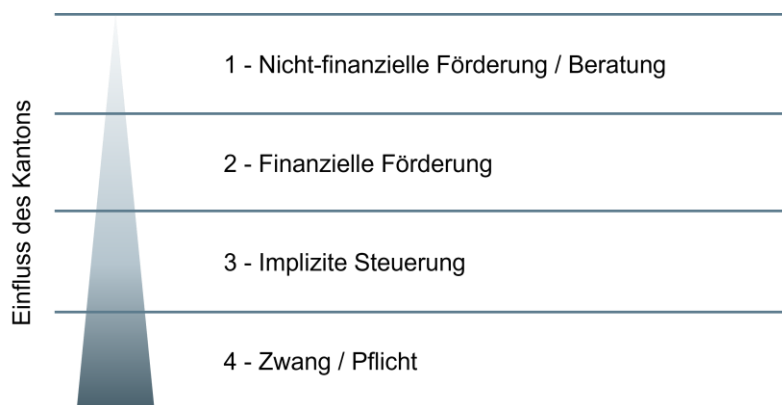 Einfluss des Kantons
1 - Nicht-finanzielle Förderung / Beratung
2 - Finanzielle Förderung
3 - Implizite Steuerung
4 - Zwang / Pflicht